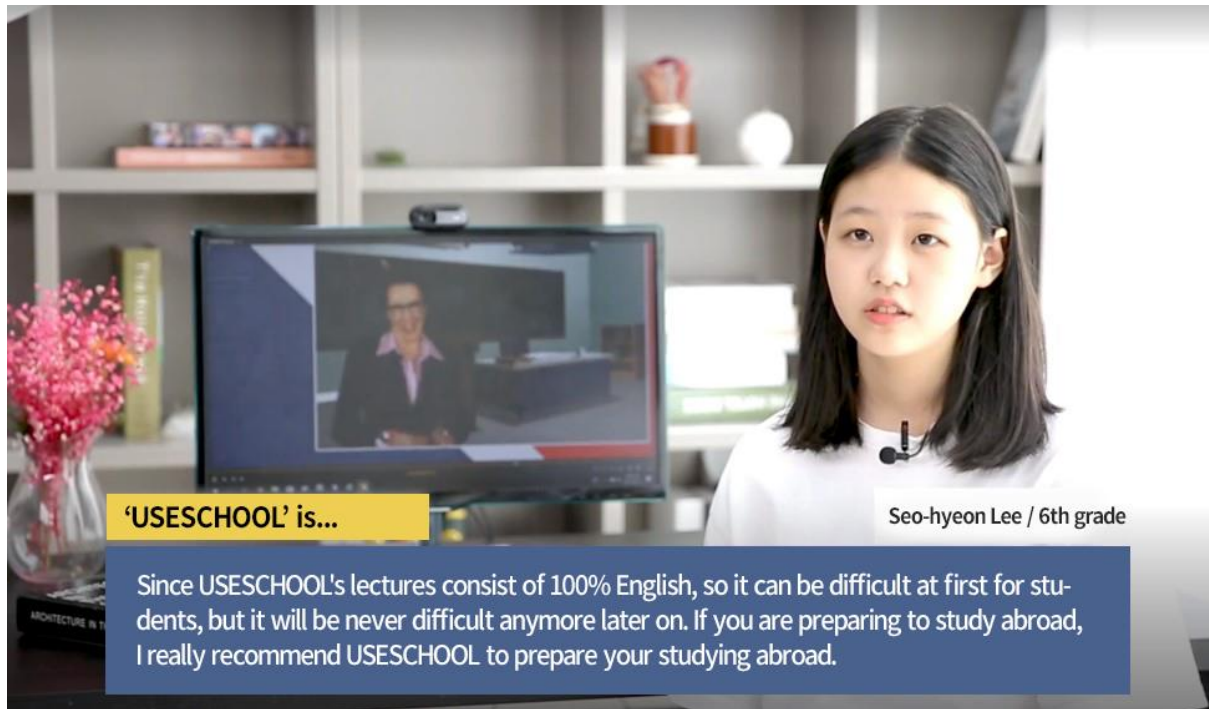 ‘USESCHOOL’ is...
Seo-hyeon Lee / 6th grade
Since USESCHOOL's lectures consist of 100% English, so it can be difficult at first for stu-
dents, but it will be never difficult anymore later on. If you are preparing to study abroad,
I really recommend USESCHOOL to prepare your studying abroad.
ARCHITECTURE IN